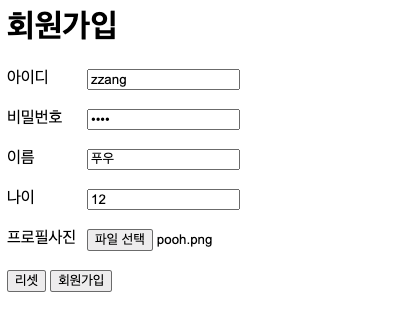 회원가입
아이디 zzang
비밀번호 ••••
이름 푸우
나이 12
프로필사진 파일 선택 pooh.png
리셋 회원가입